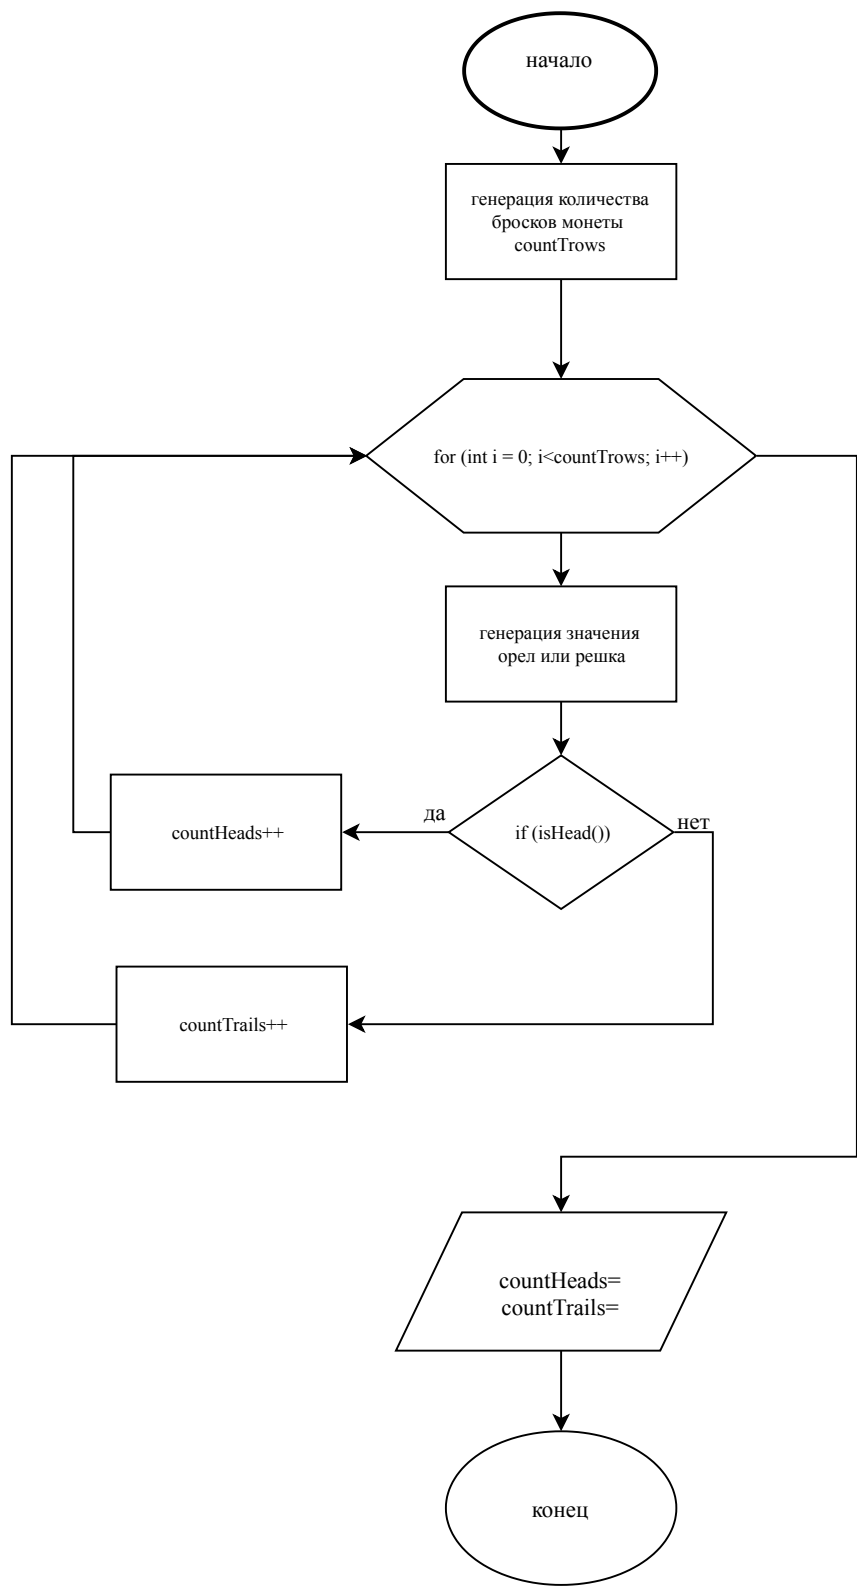 начало
генерация количества
бросков монеты
countTrows
for (int i = 0; i<countTrows; i++)
генерация значения
орел или решка
да
if (isHead())
нет
countHeads++
countTrails++
countHeads=
countTrails=
конец